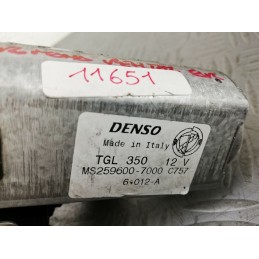 11651
DENSO
Made in Italy
TGL 350 12 V
MS259600-7000 C757
6+012-A